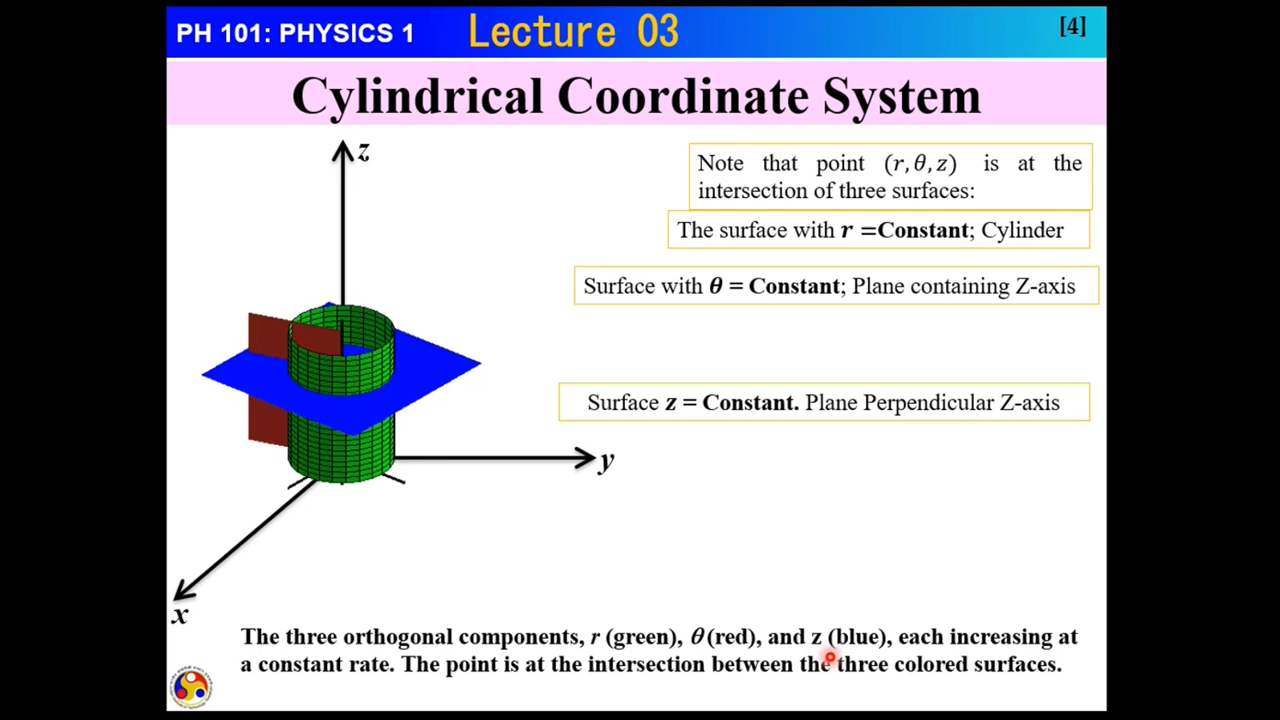 PH 101: PHYSICS 1
Lecture 03
[4]
Cylindrical Coordinate System
z
Note that point (r, θ, z) is at the
intersection of three surfaces:
The surface with r =Constant; Cylinder
Surface with θ = Constant; Plane containing Z-axis
Surface z = Constant. Plane Perpendicular Z-axis
y
x
The three orthogonal components, r (green), θ (red), and z (blue), each increasing at
a constant rate. The point is at the intersection between the three colored surfaces.